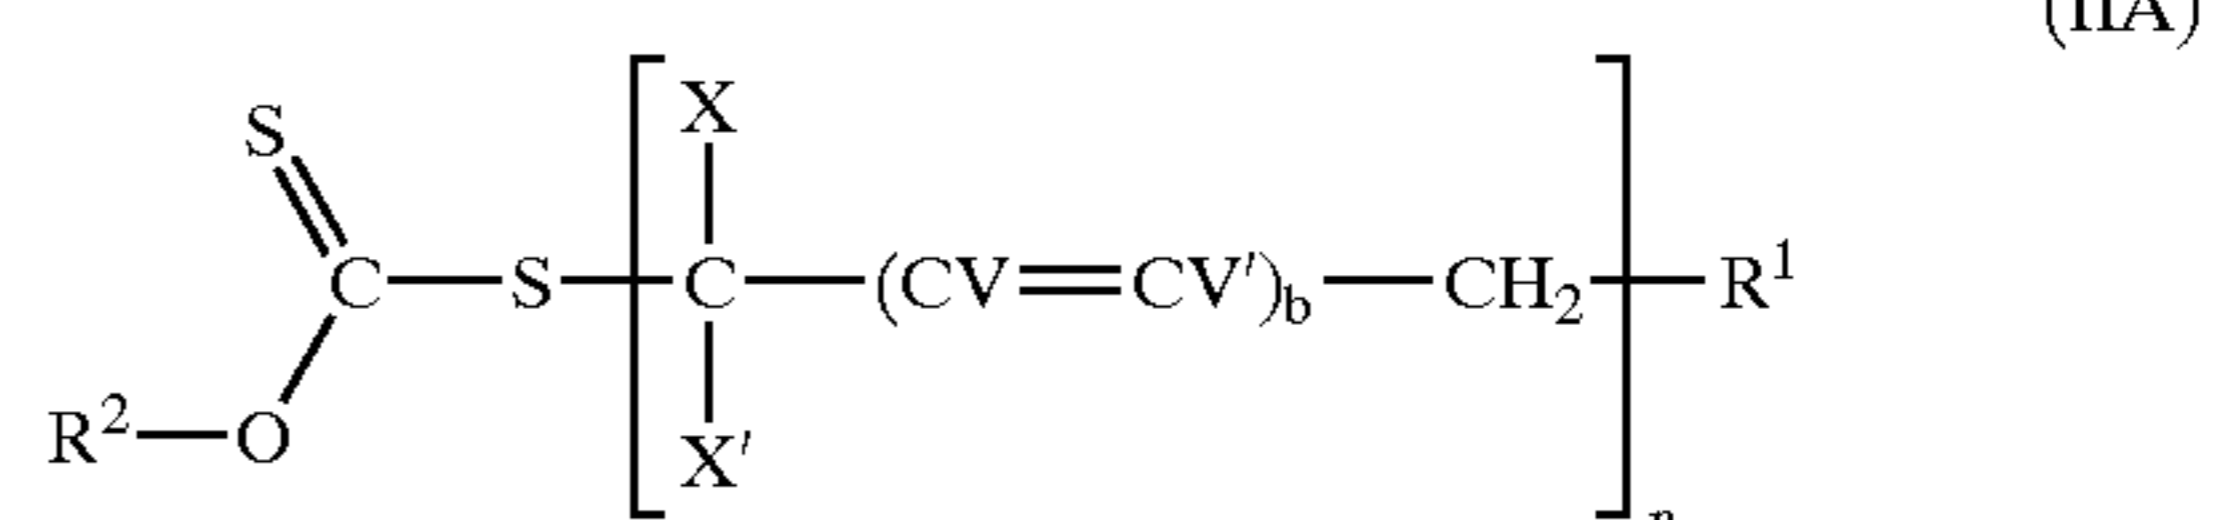 (IIA)
X
S
C—S—C—(CV=CV′)b—CH2—R1
R2—O
X′
n